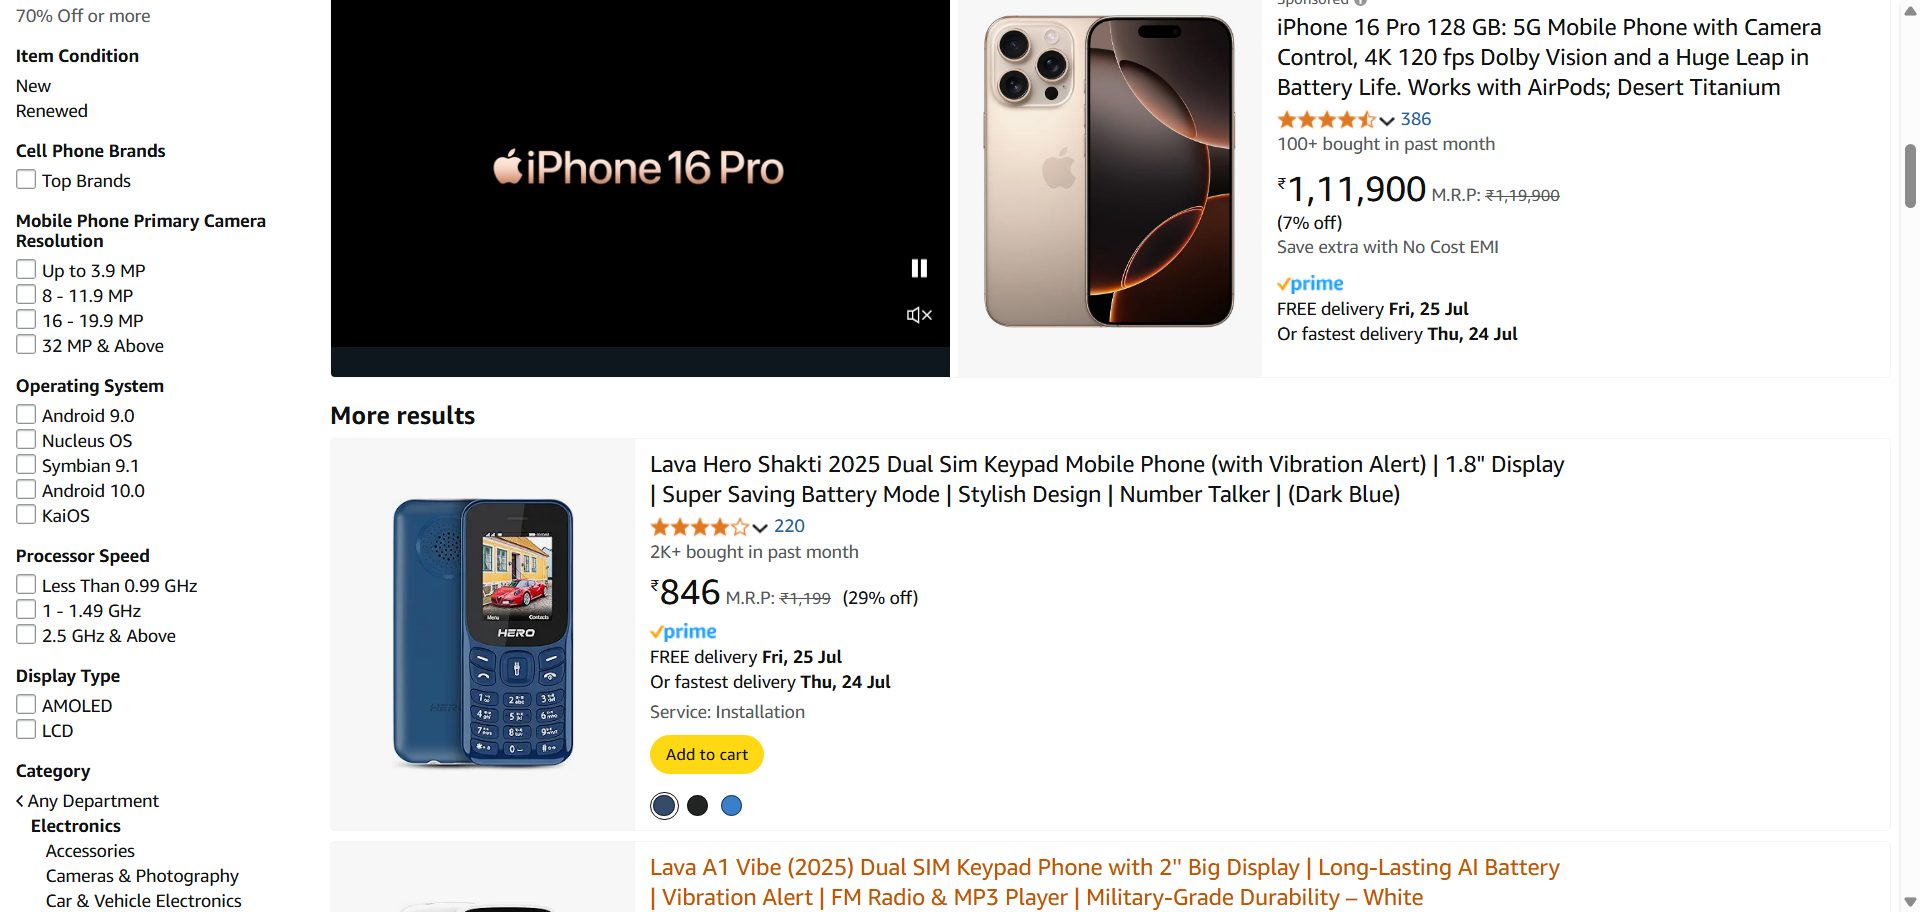 70% Off or more
Item Condition
New
Renewed
Cell Phone Brands
Top Brands
Mobile Phone Primary Camera
Resolution
Up to 3.9 MP
8 - 11.9 MP
16 - 19.9 MP
32 MP & Above
Operating System
Android 9.0
Nucleus OS
Symbian 9.1
Android 10.0
KaiOS
Processor Speed
Less Than 0.99 GHz
1 - 1.49 GHz
2.5 GHz & Above
Display Type
AMOLED
LCD
Category
Any Department
Electronics
Accessories
Cameras & Photography
Car & Vehicle Electronics
iPhone 16 Pro
Sponsored
iPhone 16 Pro 128 GB: 5G Mobile Phone with Camera
Control, 4K 120 fps Dolby Vision and a Huge Leap in
Battery Life. Works with AirPods; Desert Titanium
386
100+ bought in past month
₹1,11,900 M.R.P: ₹1,19,900
(7% off)
Save extra with No Cost EMI
prime
FREE delivery Fri, 25 Jul
Or fastest delivery Thu, 24 Jul
More results
Menu Contacts
HERO
Lava Hero Shakti 2025 Dual Sim Keypad Mobile Phone (with Vibration Alert) | 1.8" Display
| Super Saving Battery Mode | Stylish Design | Number Talker | (Dark Blue)
220
2K+ bought in past month
₹846 M.R.P: ₹1,199 (29% off)
prime
FREE delivery Fri, 25 Jul
Or fastest delivery Thu, 24 Jul
Service: Installation
Add to cart
Lava A1 Vibe (2025) Dual SIM Keypad Phone with 2" Big Display | Long-Lasting AI Battery
| Vibration Alert | FM Radio & MP3 Player | Military-Grade Durability – White